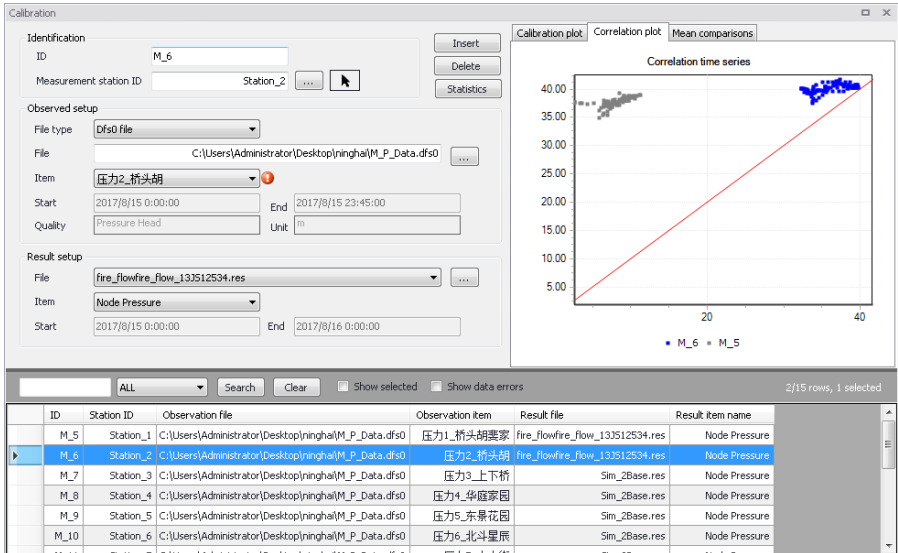 Calibration
Identification
ID M_6
Measurement station ID Station_2 ...
Insert
Delete
Statistics
Observed setup
File type Dfs0 file
File C:\Users\Administrator\Desktop\ninghai\M_P_Data.dfs0 ...
Item 压力2_桥头胡
Start 2017/8/15 0:00:00 End 2017/8/15 23:45:00
Quality Pressure Head Unit m
Result setup
File fire_flowfire_flow_13JS12534.res ...
Item Node Pressure
Start 2017/8/15 0:00:00 End 2017/8/16 0:00:00
Calibration plot Correlation plot Mean comparisons
Correlation time series
40.00
35.00
30.00
25.00
20.00
15.00
10.00
5.00
20 40
M_6 M_5
ALL Search Clear Show selected Show data errors 2/15 rows, 1 selected
ID Station ID Observation file Observation item Result file Result item name
M_5 Station_1 C:\Users\Administrator\Desktop\ninghai\M_P_Data.dfs0 压力1_桥头胡娄家 fire_flowfire_flow_13JS12534.res Node Pressure
M_6 Station_2 C:\Users\Administrator\Desktop\ninghai\M_P_Data.dfs0 压力2_桥头胡 fire_flowfire_flow_13JS12534.res Node Pressure
M_7 Station_3 C:\Users\Administrator\Desktop\ninghai\M_P_Data.dfs0 压力3_上下桥 Sim_2Base.res Node Pressure
M_8 Station_4 C:\Users\Administrator\Desktop\ninghai\M_P_Data.dfs0 压力4_华庭家园 Sim_2Base.res Node Pressure
M_9 Station_5 C:\Users\Administrator\Desktop\ninghai\M_P_Data.dfs0 压力5_东景花园 Sim_2Base.res Node Pressure
M_10 Station_6 C:\Users\Administrator\Desktop\ninghai\M_P_Data.dfs0 压力6_北斗星辰 Sim_2Base.res Node Pressure